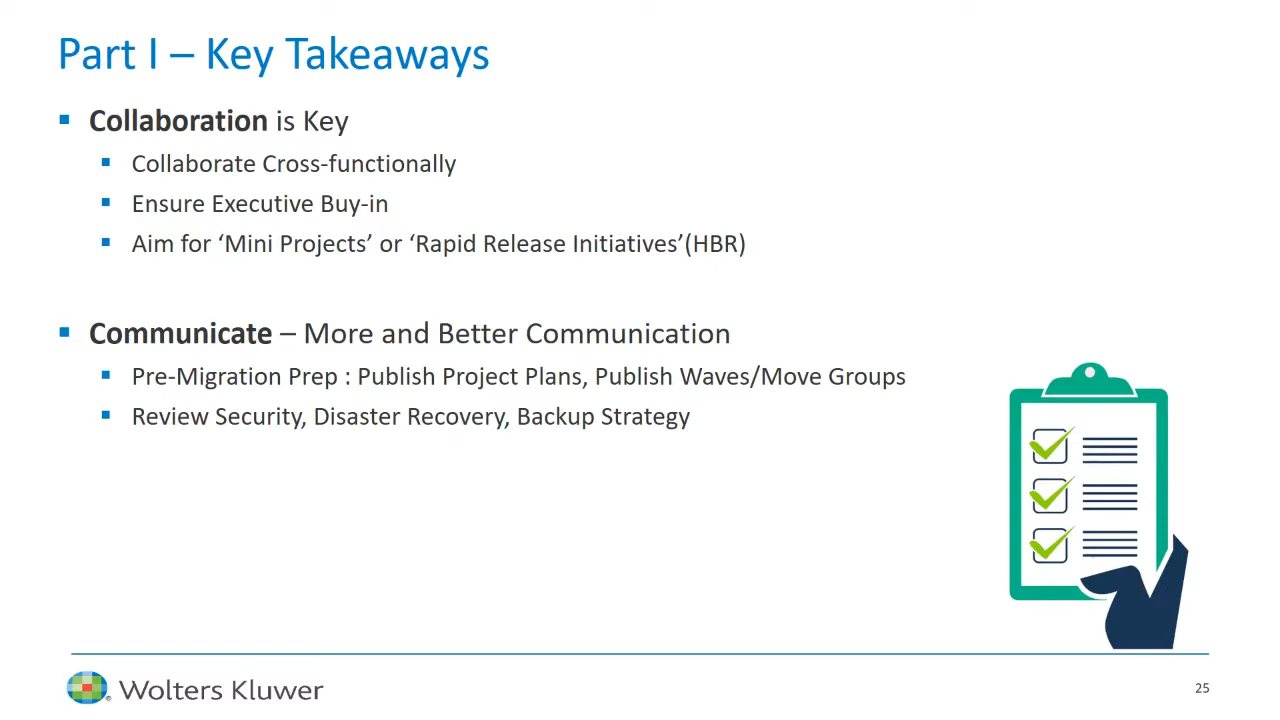 Part I – Key Takeaways
▪ Collaboration is Key
▪ Collaborate Cross-functionally
▪ Ensure Executive Buy-in
▪ Aim for ‘Mini Projects’ or ‘Rapid Release Initiatives’(HBR)
▪ Communicate – More and Better Communication
▪ Pre-Migration Prep : Publish Project Plans, Publish Waves/Move Groups
▪ Review Security, Disaster Recovery, Backup Strategy
® Wolters Kluwer
25